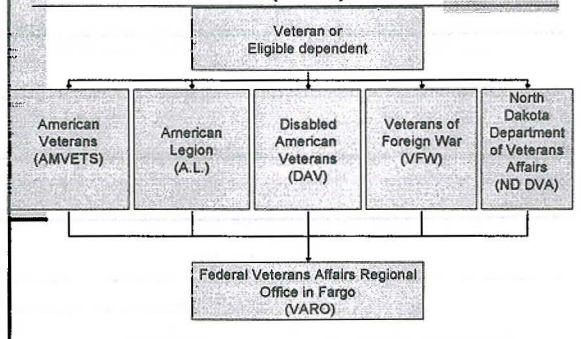 Veteran or
Eligible dependent
American
Veterans
(AMVETS)
American
Legion
(A.L.)
Disabled
American
Veterans
(DAV)
Veterans of
Foreign War
(VFW)
North
Dakota
Department
of Veterans
Affairs
(ND DVA)
Federal Veterans Affairs Regional
Office in Fargo
(VARO)